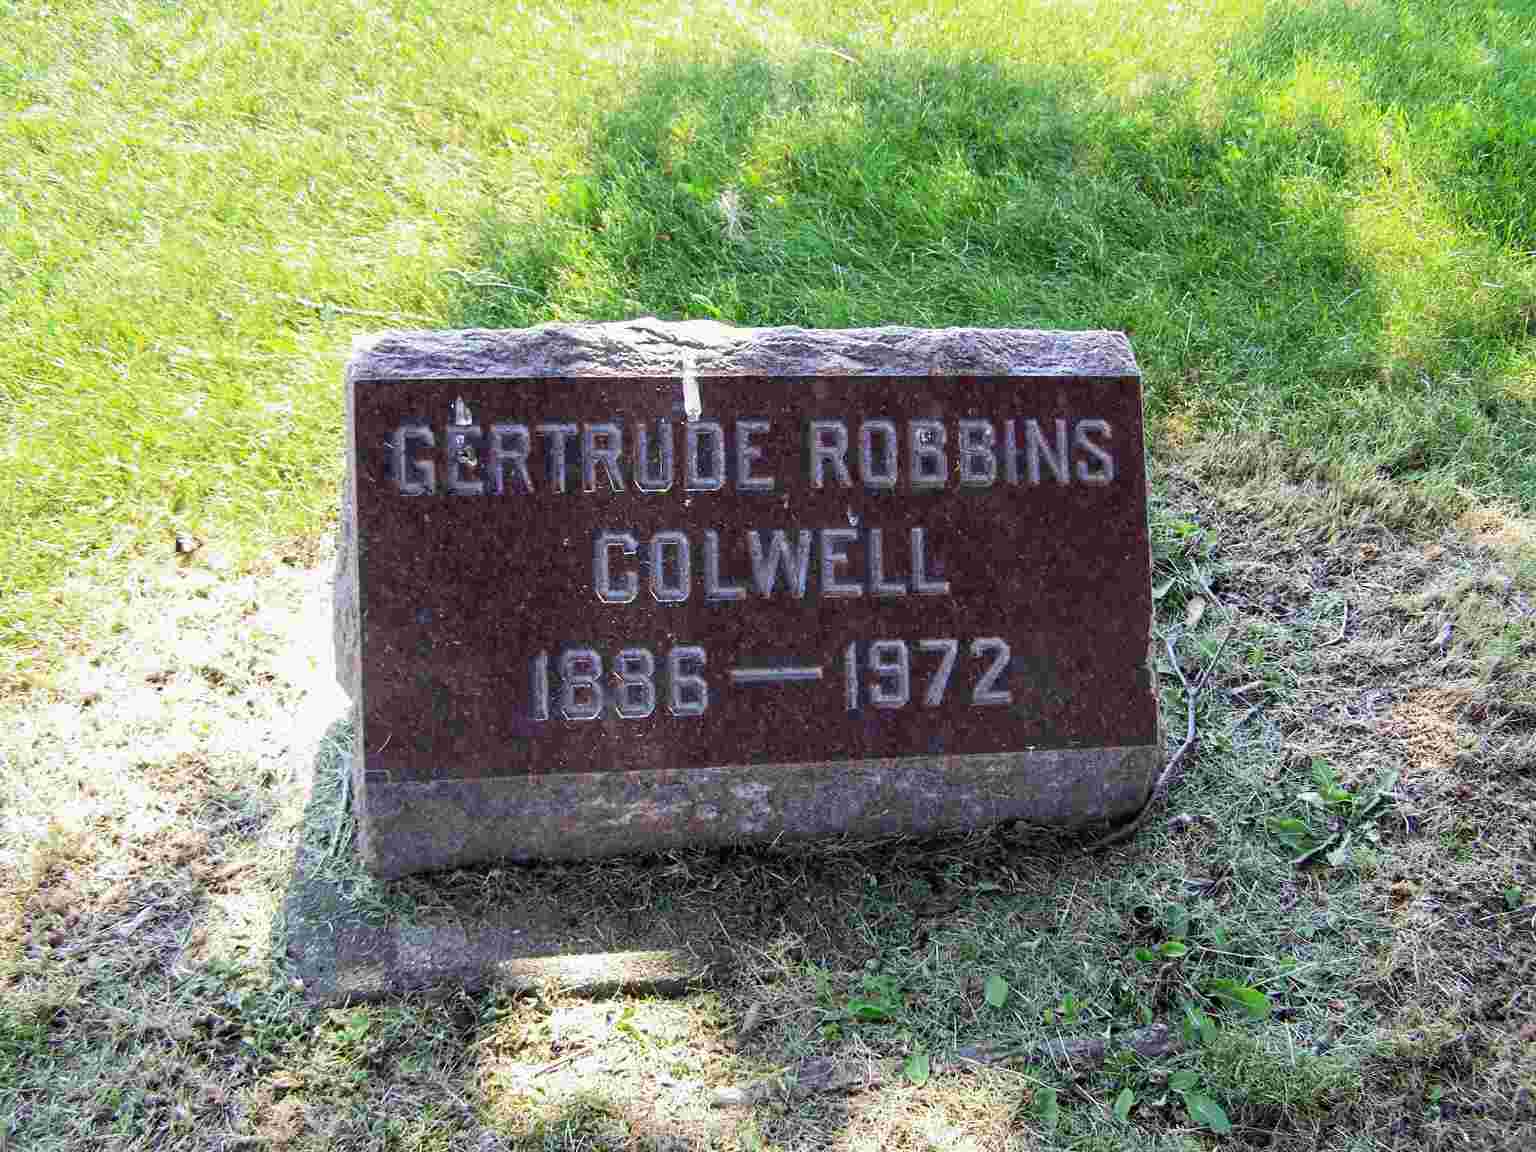 GERTRUDE ROBBINS
COLWELL
1886 — 1972